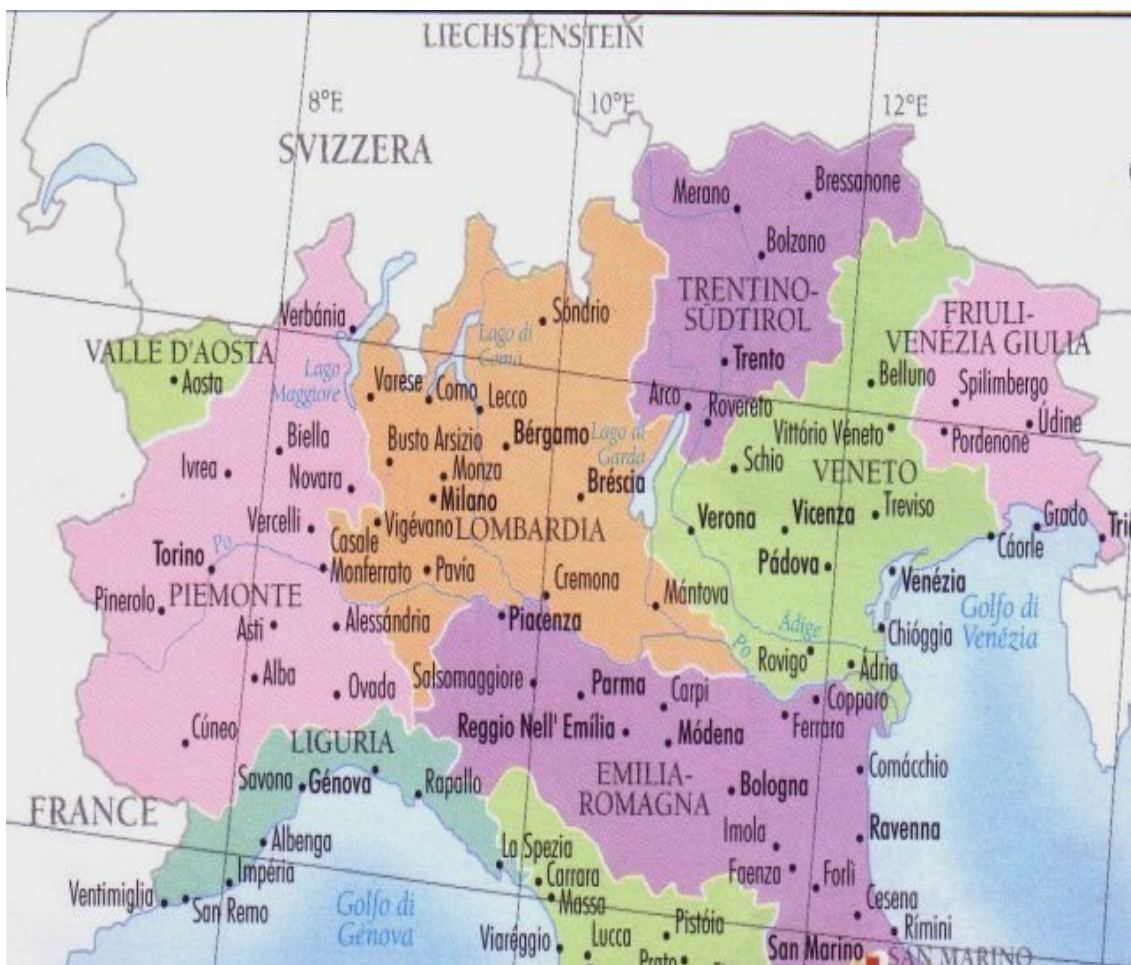 LIECHTENSTEIN
8°E
10°E
12°E
SVIZZERA
Merano
Bressanone
Bolzano
TRENTINO-
SÜDTIROL
Verbánia
Sóndrio
FRIULI-
VENÉZIA GIULIA
VALLE D'AOSTA
Aosta
Lago
Maggiore
Lago di
Como
Trento
Belluno
Spilimbergo
Varese
Como
Lecco
Arco
Rovereto
Údine
Pordenone
Biella
Busto Arsizio
Bérgamo
Lago di
Garda
Vittório Véneto
Ivrea
Novara
Monza
Schio
VENETO
Milano
Bréscia
Vercelli
Vigévano
LOMBARDIA
Verona
Vicenza
Treviso
Grado
Cáorle
Torino
Po
Casale
Monferrato
Pavía
Cremona
Pádova
Venézia
Pinerolo
PIEMONTE
Mántova
Golfo di
Venézia
Asti
Alessándria
Piacenza
Ádige
Chióggia
Po
Rovigo
Ádria
Alba
Ovada
Salsomaggiore
Parma
Carpi
Copparo
Ferrara
Cúneo
Reggio Nell' Emília
Módena
LIGURIA
Savona
Génova
Rapallo
EMILIA-
ROMAGNA
Bologna
Comácchio
FRANCE
Albenga
Imola
Ravenna
La Spezia
Faenza
Forlì
Ventimiglia
Impéria
San Remo
Carrara
Massa
Cesena
Golfo di
Génova
Pistóia
Rímini
Viaréggio
Lucca
Prato
San Marino
SAN MARINO